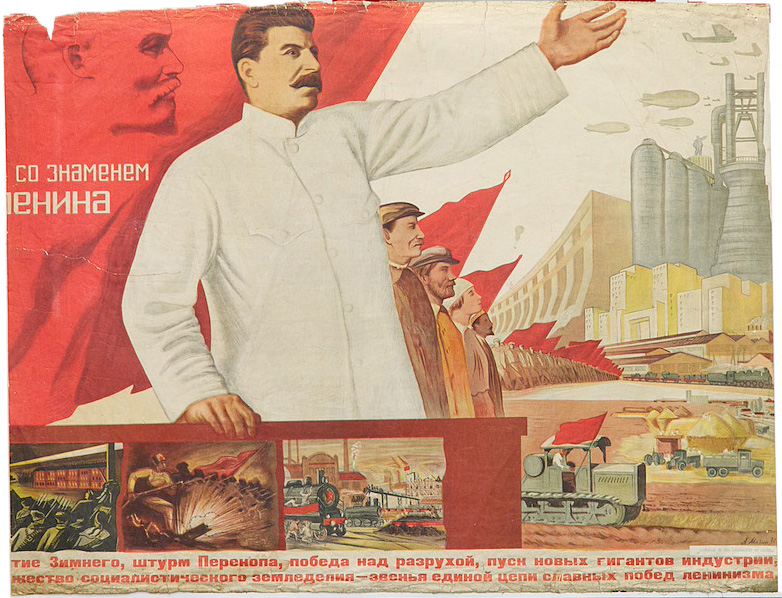 СО ЗНАМЕНЕМ
ЛЕНИНА
тие Зимнего, штурм Перекопа, победа над разрухой, пуск новых гигантов индустрии,
жество социалистического земледелия—звенья единой цепи славных побед ленинизма